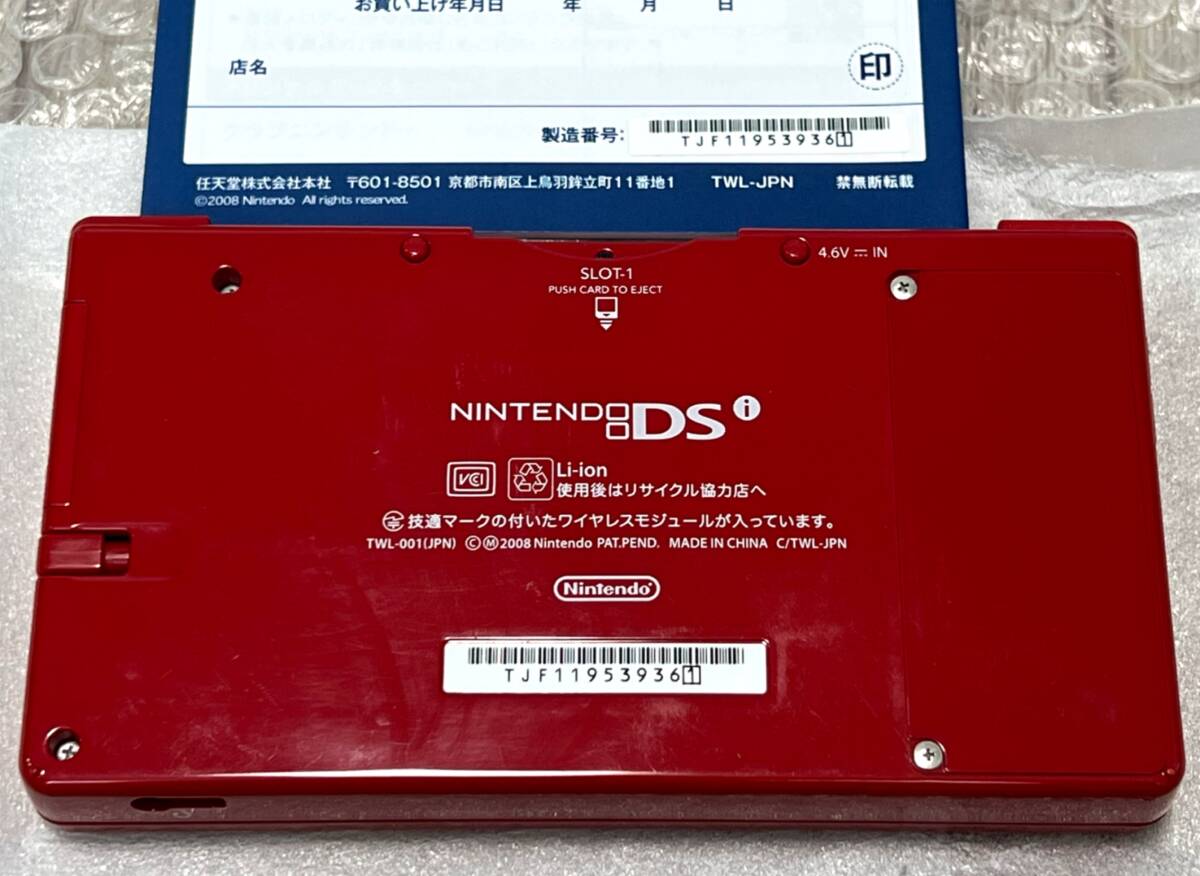 お買い上げ年月日 年 月 日
店名
印
製造番号:
TJF119539361
任天堂株式会社本社 〒601-8501 京都市南区上鳥羽鉾立町11番地1 TWL-JPN 禁無断転載
©2008 Nintendo All rights reserved.
4.6V ⎓ IN
SLOT-1
PUSH CARD TO EJECT
NINTENDO DSi
VCI
Li-ion
使用後はリサイクル協力店へ
技適マークの付いたワイヤレスモジュールが入っています。
TWL-001(JPN) ©Ⓜ2008 Nintendo PAT.PEND. MADE IN CHINA C/TWL-JPN
Nintendo
TJF119539361